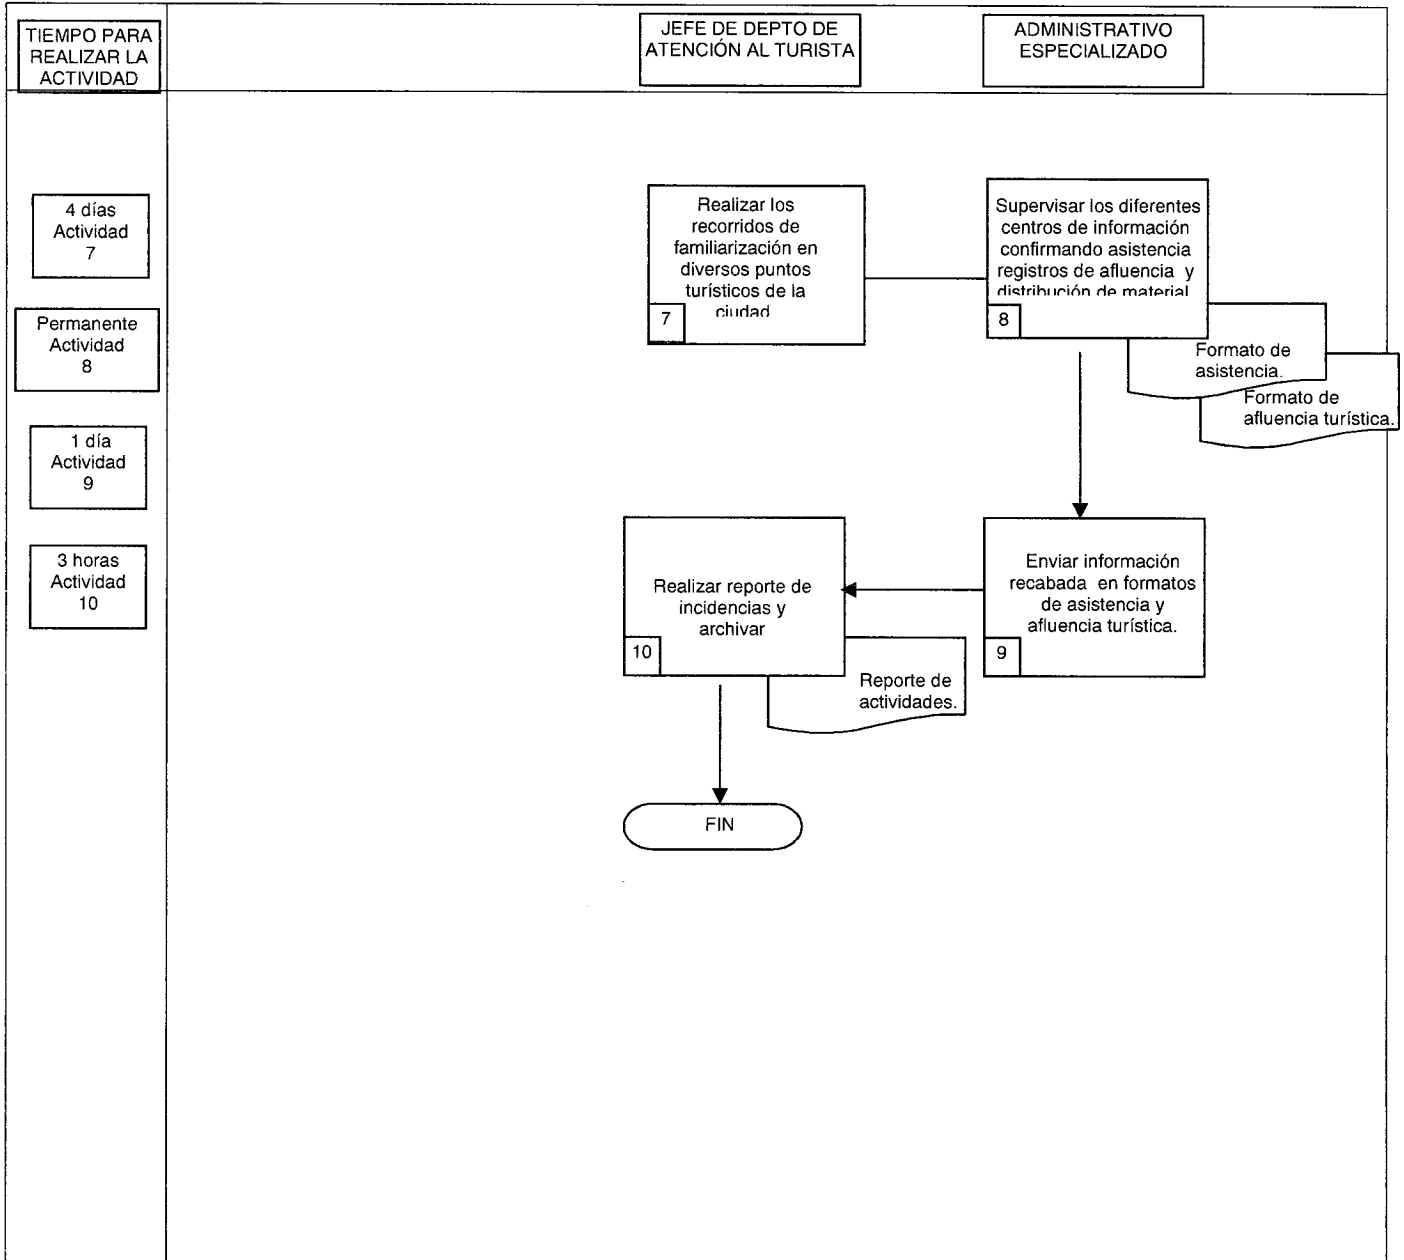 TIEMPO PARA
REALIZAR LA
ACTIVIDAD
JEFE DE DEPTO DE
ATENCIÓN AL TURISTA
ADMINISTRATIVO
ESPECIALIZADO
4 días
Actividad
7
Realizar los
recorridos de
familiarización en
diversos puntos
turísticos de la
ciudad
7
Supervisar los diferentes
centros de información
confirmando asistencia
registros de afluencia y
distribución de material
8
Formato de
asistencia.
Formato de
afluencia turística.
Permanente
Actividad
8
1 día
Actividad
9
3 horas
Actividad
10
Realizar reporte de
incidencias y
archivar
10
Reporte de
actividades.
Enviar información
recabada en formatos
de asistencia y
afluencia turística.
9
FIN